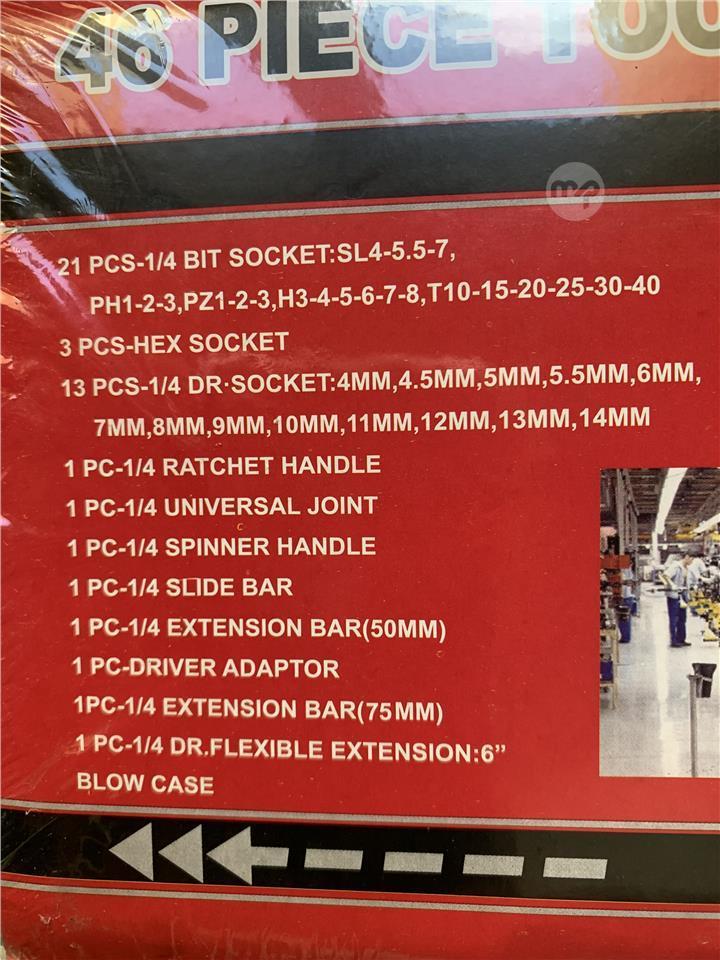 46 PIECE TOO
21 PCS-1/4 BIT SOCKET:SL4-5.5-7,
PH1-2-3,PZ1-2-3,H3-4-5-6-7-8,T10-15-20-25-30-40
3 PCS-HEX SOCKET
13 PCS-1/4 DR·SOCKET:4MM,4.5MM,5MM,5.5MM,6MM,
7MM,8MM,9MM,10MM,11MM,12MM,13MM,14MM
1 PC-1/4 RATCHET HANDLE
1 PC-1/4 UNIVERSAL JOINT
1 PC-1/4 SPINNER HANDLE
1 PC-1/4 SLIDE BAR
1 PC-1/4 EXTENSION BAR(50MM)
1 PC-DRIVER ADAPTOR
1PC-1/4 EXTENSION BAR(75MM)
1 PC-1/4 DR.FLEXIBLE EXTENSION:6”
BLOW CASE